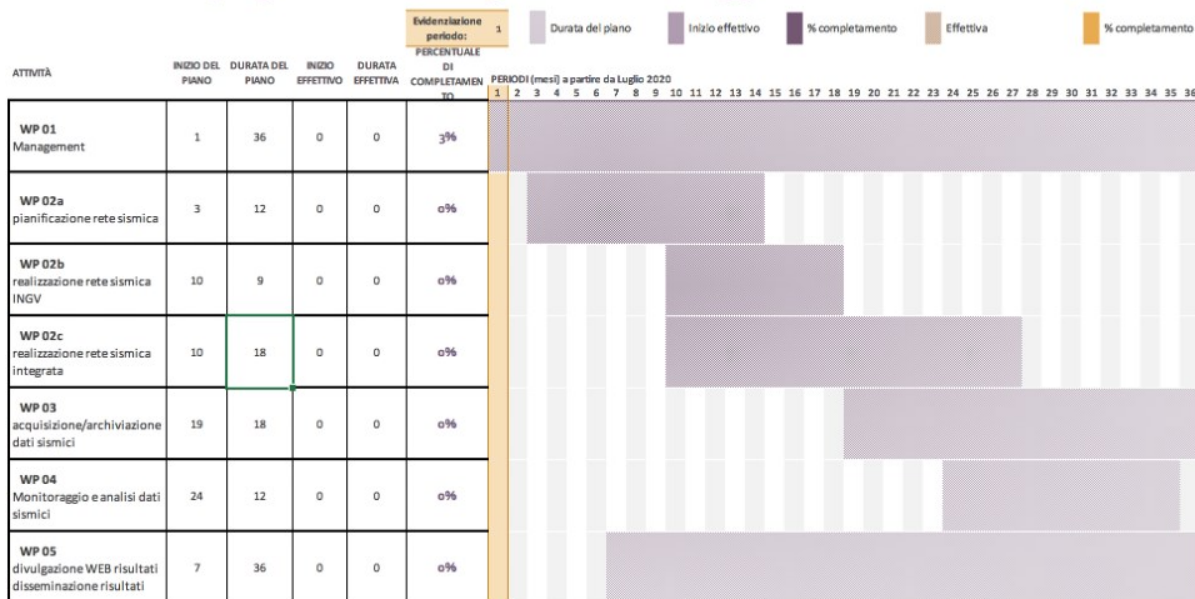 Evidenziazione periodo: 1
Durata del piano
Inizio effettivo
% completamento
Effettiva
% completamento
ATTIVITÀ
INIZIO DEL PIANO
DURATA DEL PIANO
INIZIO EFFETTIVO
DURATA EFFETTIVA
PERCENTUALE DI COMPLETAMENTO
PERIODI (mesi) a partire da Luglio 2020
1 2 3 4 5 6 7 8 9 10 11 12 13 14 15 16 17 18 19 20 21 22 23 24 25 26 27 28 29 30 31 32 33 34 35 36
WP 01
Management
1 36 0 0 3%
WP 02a
pianificazione rete sismica
3 12 0 0 0%
WP 02b
realizzazione rete sismica
INGV
10 9 0 0 0%
WP 02c
realizzazione rete sismica
integrata
10 18 0 0 0%
WP 03
acquisizione/archiviazione
dati sismici
19 18 0 0 0%
WP 04
Monitoraggio e analisi dati
sismici
24 12 0 0 0%
WP 05
divulgazione WEB risultati
disseminazione risultati
7 36 0 0 0%